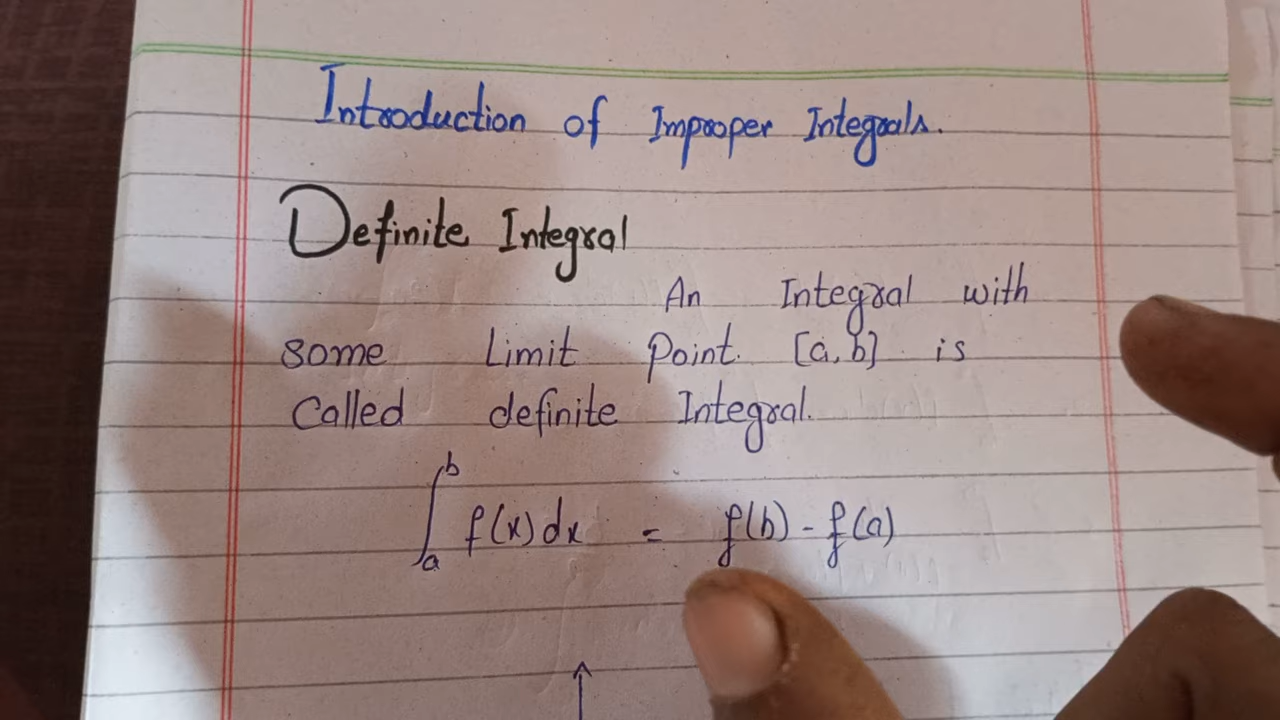 Introduction of Improper Integrals.
Definite Integral
An Integral with
some Limit Point. [a,b] is
Called definite Integral.
∫_a^b f(x)dx = f(b) - f(a)